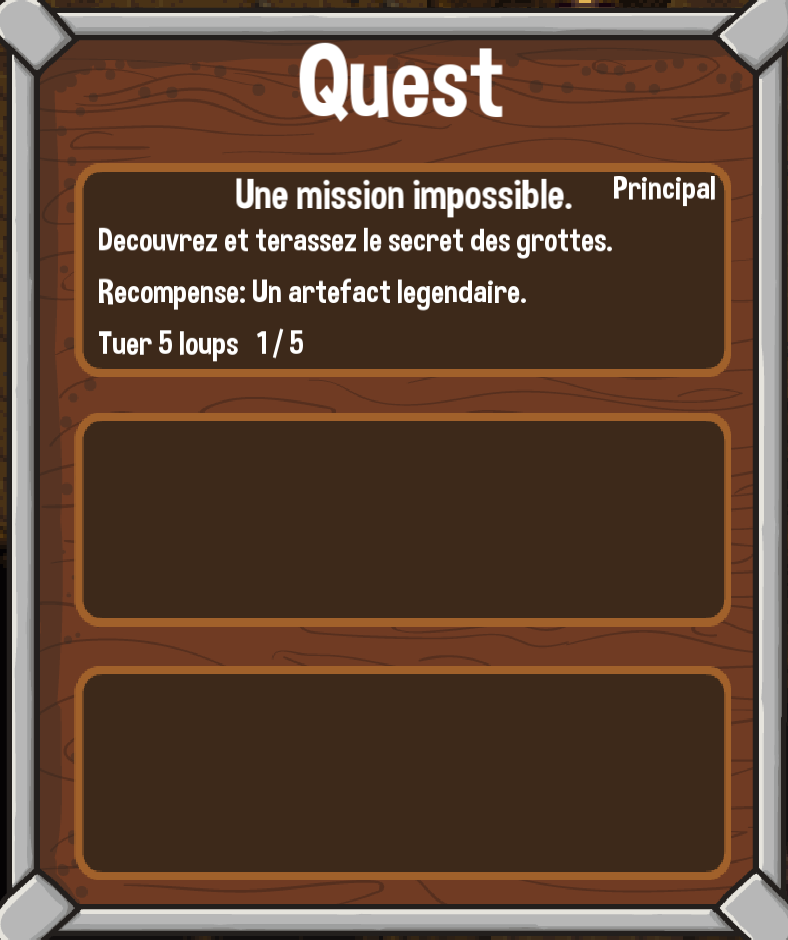 Quest
Une mission impossible.
Principal
Decouvrez et terassez le secret des grottes.
Recompense: Un artefact legendaire.
Tuer 5 loups 1 / 5